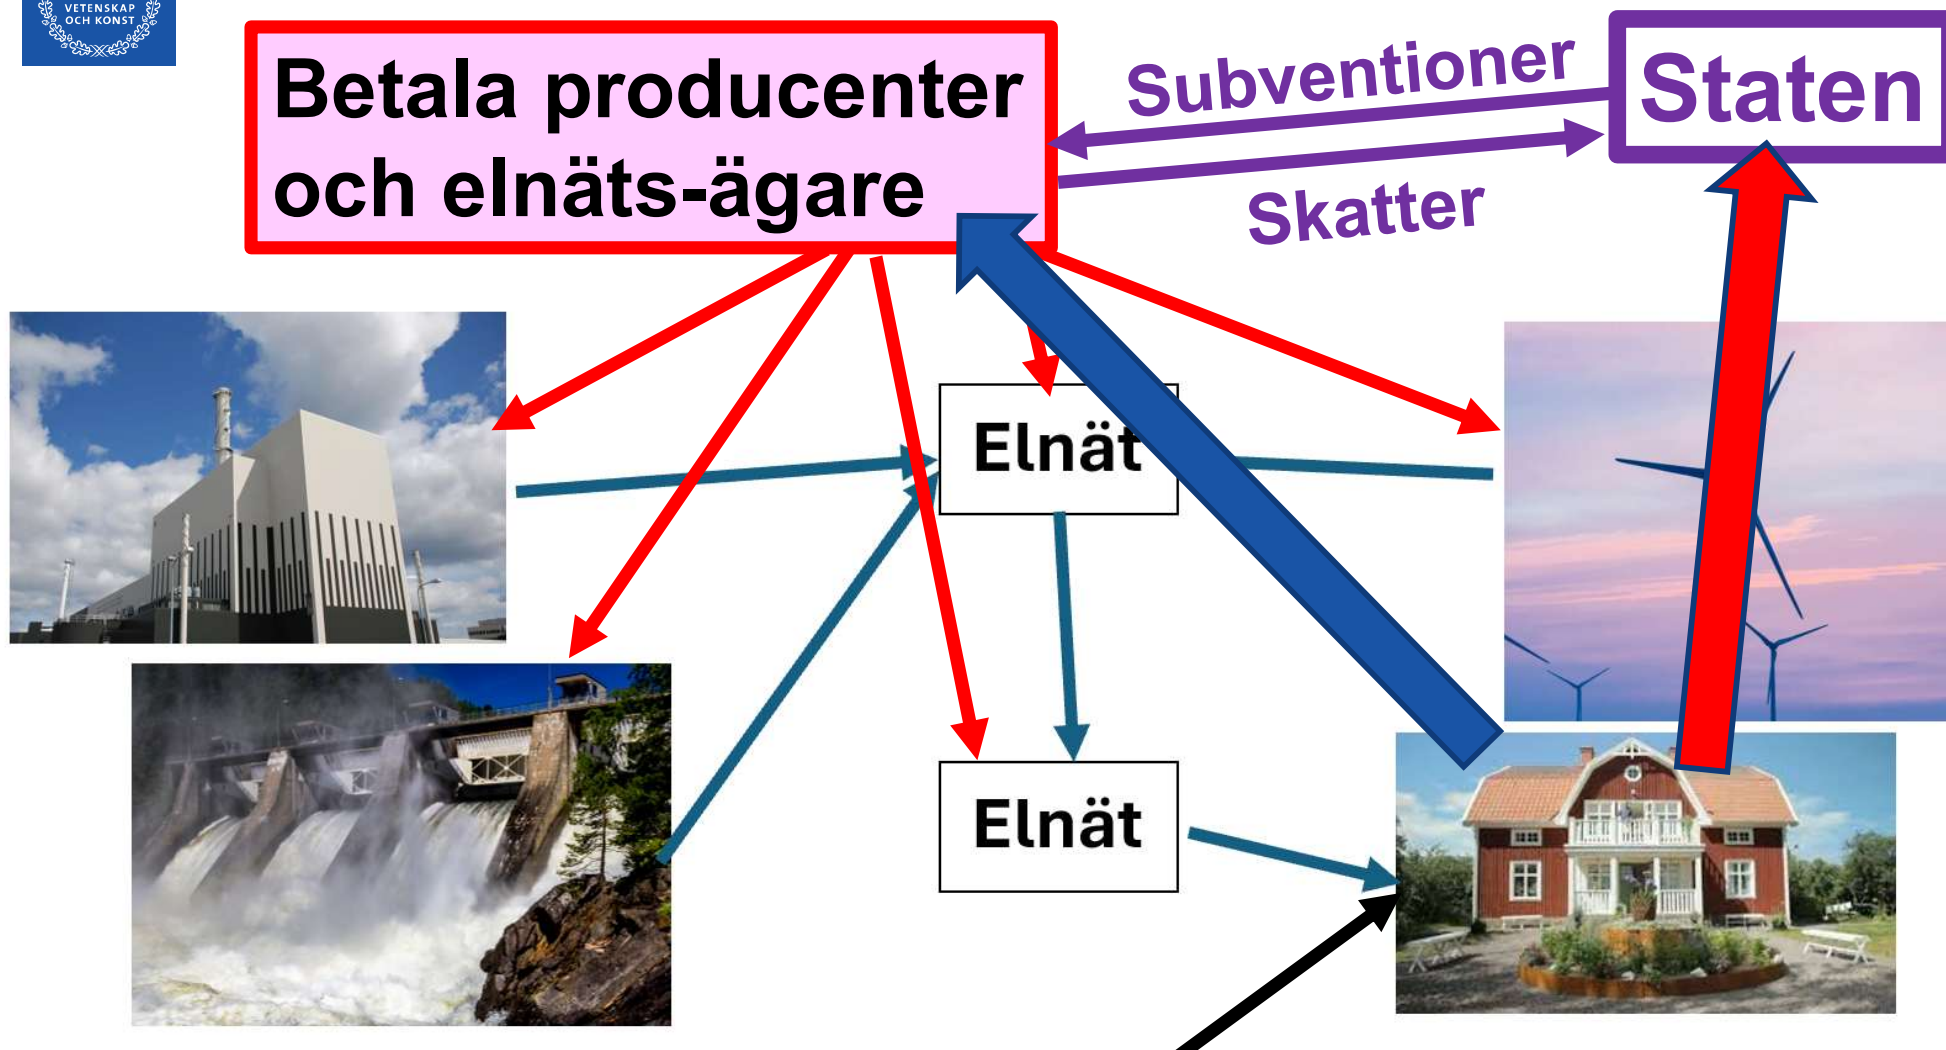 VETENSKAP
OCH KONST
Betala producenter
och elnäts-ägare
Subventioner
Staten
Skatter
Elnät
Elnät